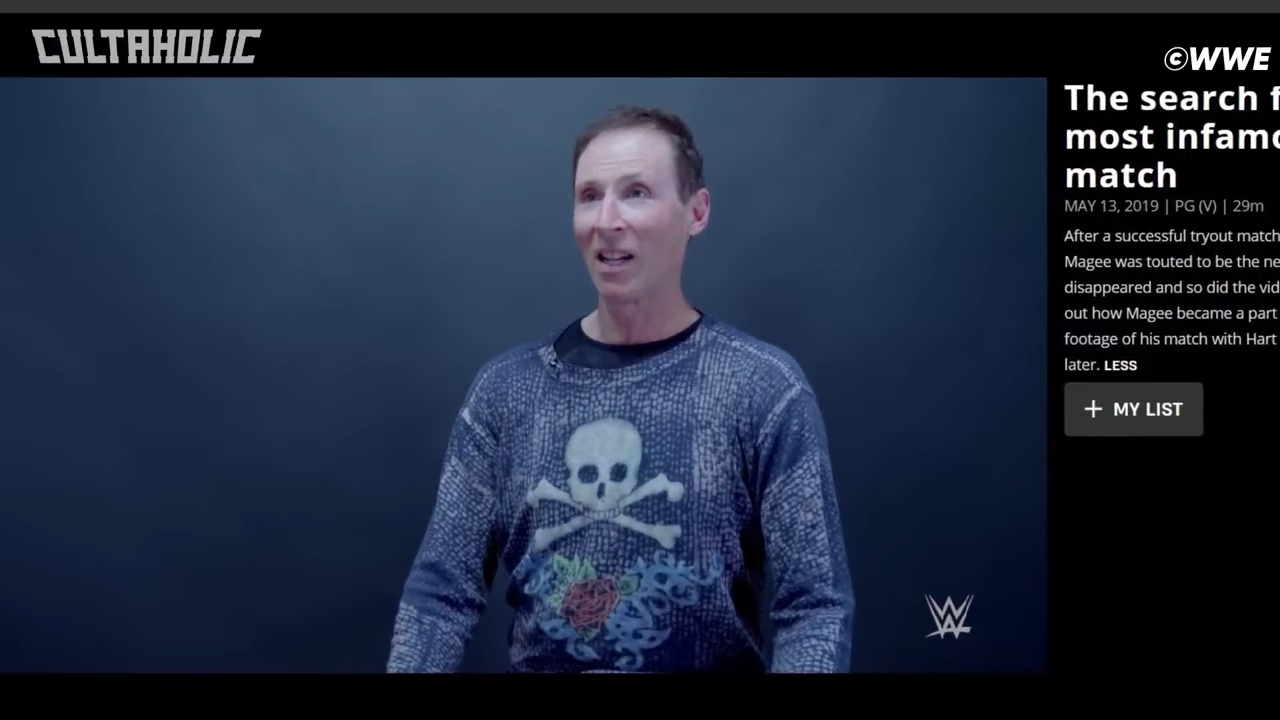 CULTAHOLIC
©WWE
The search f
most infamo
match
MAY 13, 2019 | PG (V) | 29m
After a successful tryout match
Magee was touted to be the ne
disappeared and so did the vid
out how Magee became a part
footage of his match with Hart
later. LESS
+ MY LIST
W